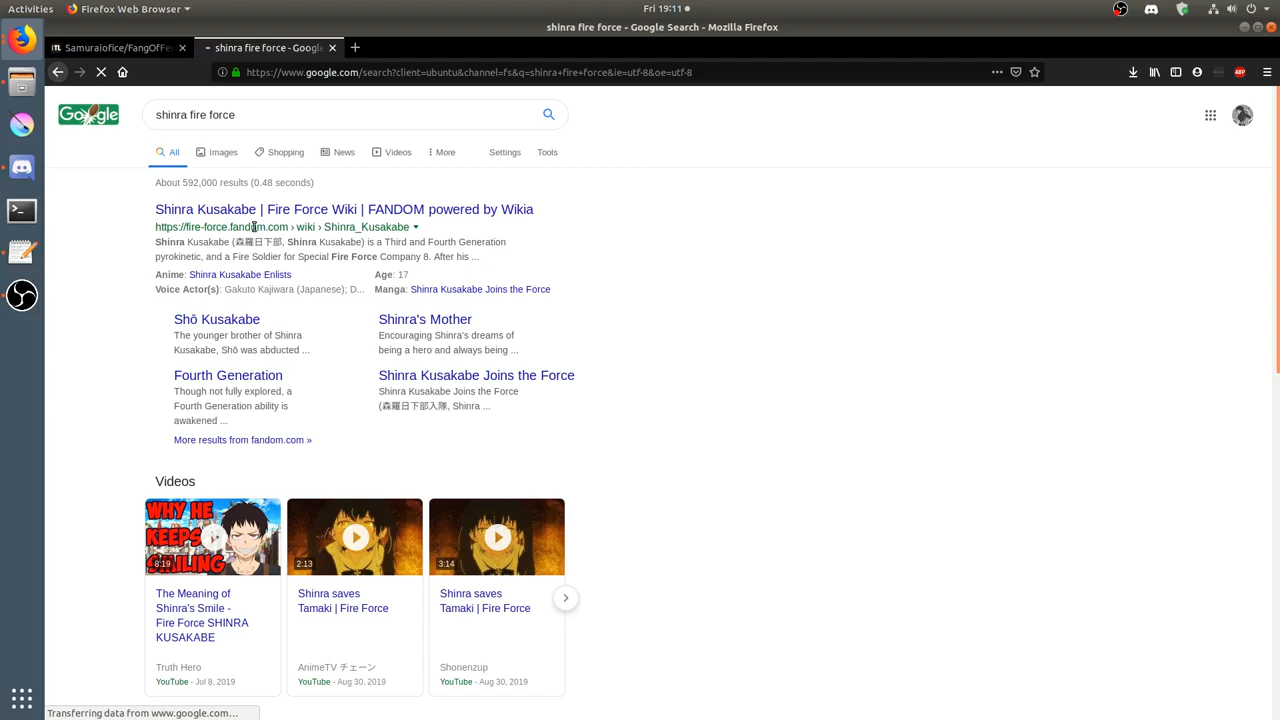 Activities
Firefox Web Browser
Fri 19:11
shinra fire force - Google Search - Mozilla Firefox
Samuraiofice/FangOfFe
shinra fire force - Google
https://www.google.com/search?client=ubuntu&channel=fs&q=shinra+fire+force&ie=utf-8&oe=utf-8
ABP
Google
shinra fire force
All
Images
Shopping
News
Videos
More
Settings
Tools
About 592,000 results (0.48 seconds)
Shinra Kusakabe | Fire Force Wiki | FANDOM powered by Wikia
https://fire-force.fandom.com › wiki › Shinra_Kusakabe
Shinra Kusakabe (森羅日下部, Shinra Kusakabe) is a Third and Fourth Generation
pyrokinetic, and a Fire Soldier for Special Fire Force Company 8. After his ...
Anime: Shinra Kusakabe Enlists
Age: 17
Voice Actor(s): Gakuto Kajiwara (Japanese); D...
Manga: Shinra Kusakabe Joins the Force
Shō Kusakabe
The younger brother of Shinra
Kusakabe, Shō was abducted ...
Shinra's Mother
Encouraging Shinra's dreams of
being a hero and always being ...
Fourth Generation
Though not fully explored, a
Fourth Generation ability is
awakened ...
Shinra Kusakabe Joins the Force
Shinra Kusakabe Joins the Force
(森羅日下部入隊, Shinra ...
More results from fandom.com »
Videos
WHY HE
KEEPS
SMILING
8:19
The Meaning of
Shinra's Smile -
Fire Force SHINRA
KUSAKABE
Truth Hero
YouTube - Jul 8, 2019
2:13
Shinra saves
Tamaki | Fire Force
AnimeTV チェーン
YouTube - Aug 30, 2019
3:14
Shinra saves
Tamaki | Fire Force
Shonenzup
YouTube - Aug 30, 2019
Transferring data from www.google.com…